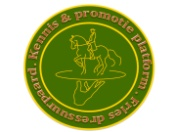 Kennis & promotie platform
Fries dressuurpaard